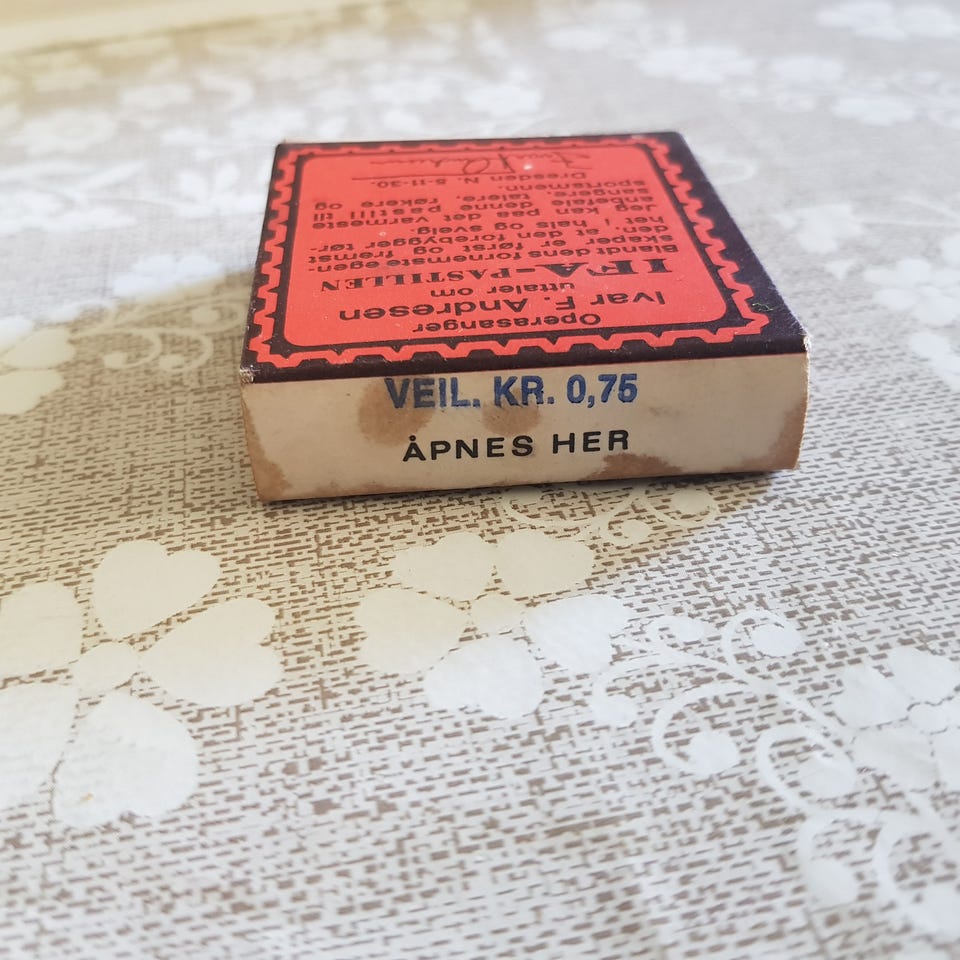 Operasanger
Ivar F. Andresen
uttaler om
IFA-PASTILLEN
Blandt dens fornemste egen-
skaper er først og fremst
den, at den forebygger tør-
het i hals og svelg.
Jeg kan paa det varmeste
anbefale denne pastill til
sangere, talere, røkere og
sportsmenn.
Dresden N. 5-11-30.
VEIL. KR. 0,75
ÅPNES HER